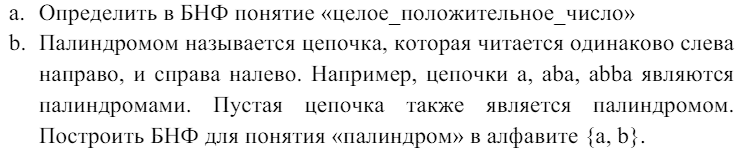 a. Определить в БНФ понятие «целое_положительное_число»
b. Палиндромом называется цепочка, которая читается одинаково слева
направо, и справа налево. Например, цепочки a, aba, abba являются
палиндромами. Пустая цепочка также является палиндромом.
Построить БНФ для понятия «палиндром» в алфавите {a, b}.